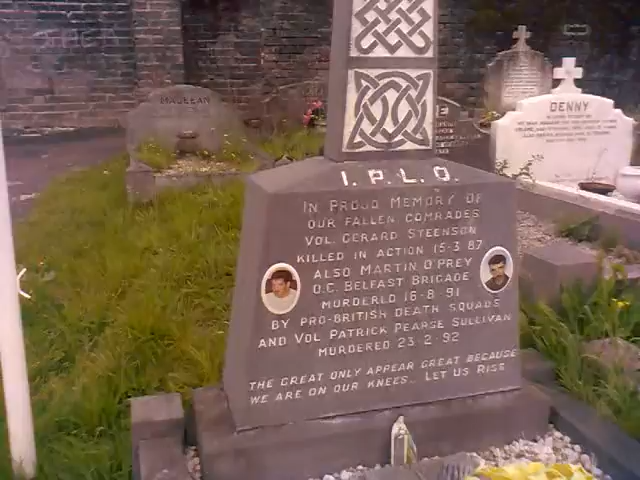 I.P.L.O.
IN PROUD MEMORY OF
OUR FALLEN COMRADES
VOL. GERARD STEENSON
KILLED IN ACTION 15·3·87
ALSO MARTIN O'PREY
O.C. BELFAST BRIGADE
MURDERED 16·8·91
BY PRO-BRITISH DEATH SQUADS
AND VOL PATRICK PEARSE SULLIVAN
MURDERED 23·2·92
THE GREAT ONLY APPEAR GREAT BECAUSE
WE ARE ON OUR KNEES... LET US RISE
DENNY